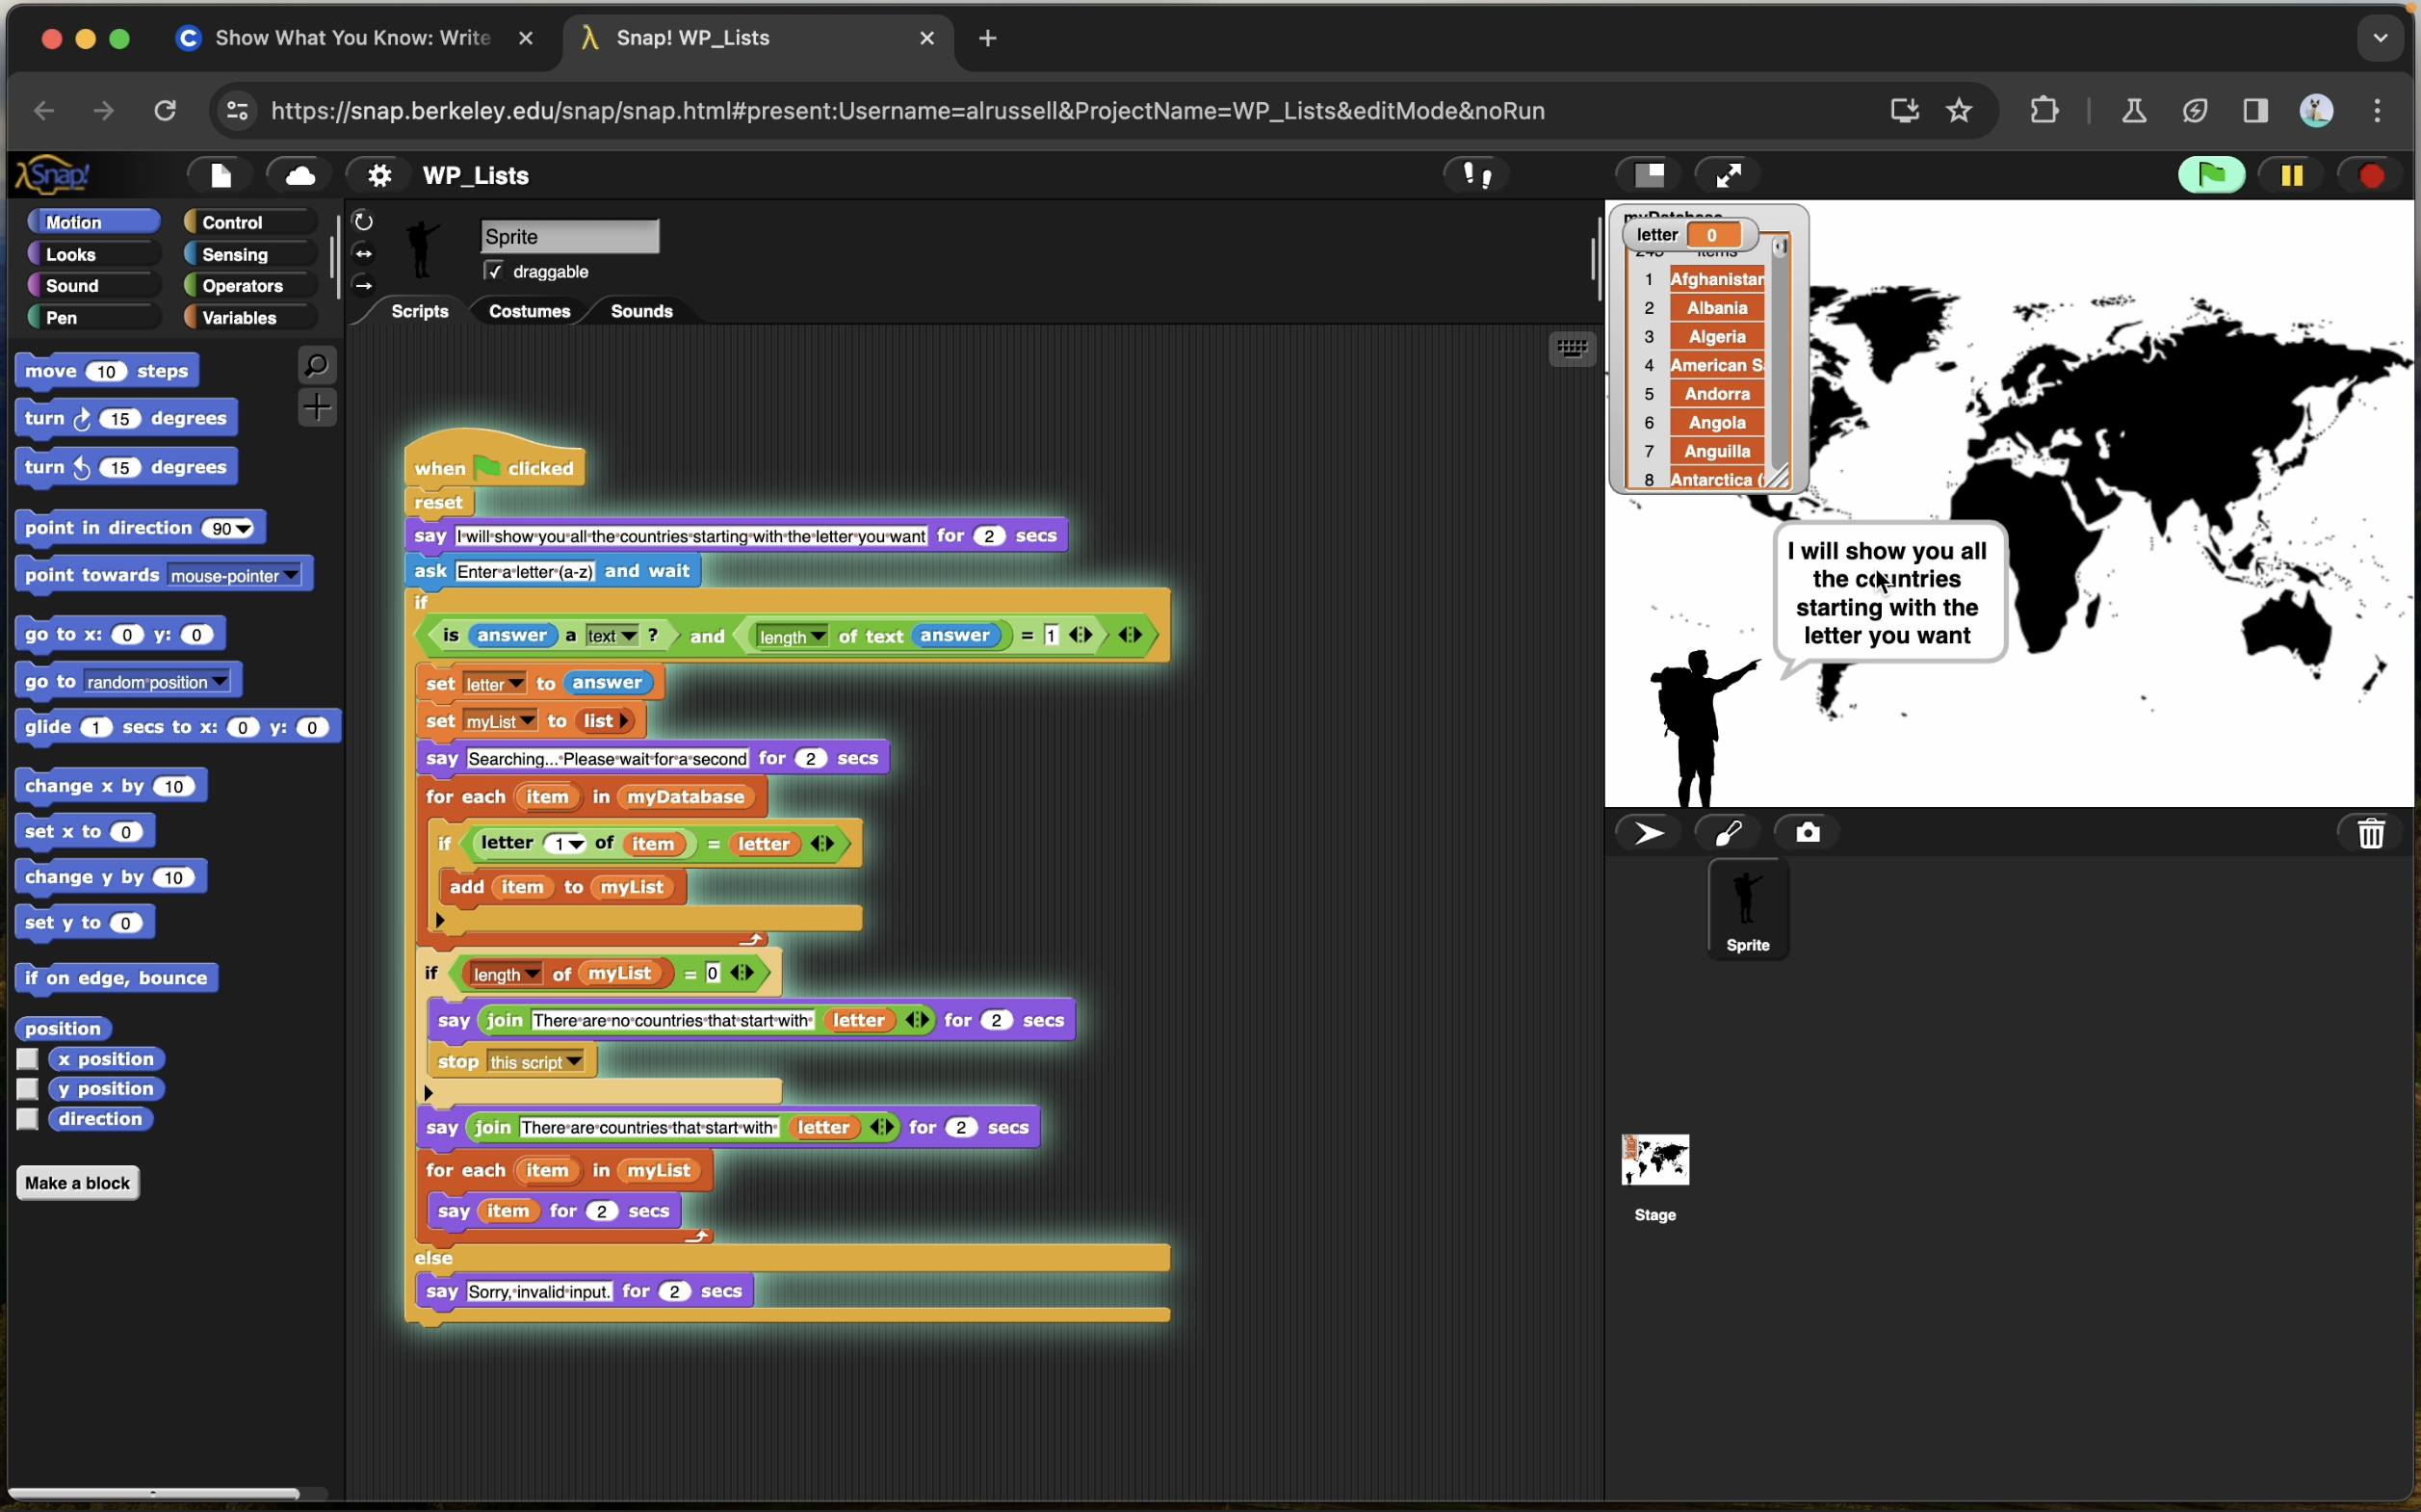 Show What You Know: Write
Snap! WP_Lists
https://snap.berkeley.edu/snap/snap.html#present:Username=alrussell&ProjectName=WP_Lists&editMode&noRun
Snap!
WP_Lists
Motion
Control
Looks
Sensing
Sound
Operators
Pen
Variables
Sprite
draggable
Scripts
Costumes
Sounds
move 10 steps
turn 15 degrees
turn 15 degrees
point in direction 90
point towards mouse-pointer
go to x: 0 y: 0
go to random position
glide 1 secs to x: 0 y: 0
change x by 10
set x to 0
change y by 10
set y to 0
if on edge, bounce
position
x position
y position
direction
Make a block
when clicked
reset
say I will show you all the countries starting with the letter you want for 2 secs
ask Enter a letter (a-z) and wait
if
is answer a text ? and length of text answer = 1
set letter to answer
set myList to list
say Searching... Please wait for a second for 2 secs
for each item in myDatabase
if letter 1 of item = letter
add item to myList
if length of myList = 0
say join There are no countries that start with letter for 2 secs
stop this script
say join There are countries that start with letter for 2 secs
for each item in myList
say item for 2 secs
else
say Sorry, invalid input. for 2 secs
myDatabase
letter 0
items
1 Afghanistan
2 Albania
3 Algeria
4 American S
5 Andorra
6 Angola
7 Anguilla
8 Antarctica (
I will show you all
the countries
starting with the
letter you want
Sprite
Stage